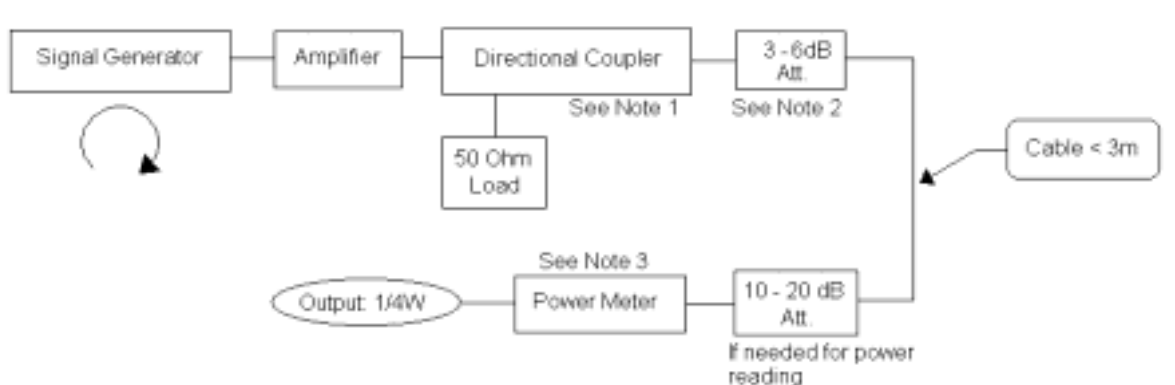 Signal Generator
Amplifier
Directional Coupler
3 - 6dB
Att.
See Note 1
See Note 2
50 Ohm
Load
Cable < 3m
See Note 3
Output: 1/4W
Power Meter
10 - 20 dB
Att.
If needed for power
reading